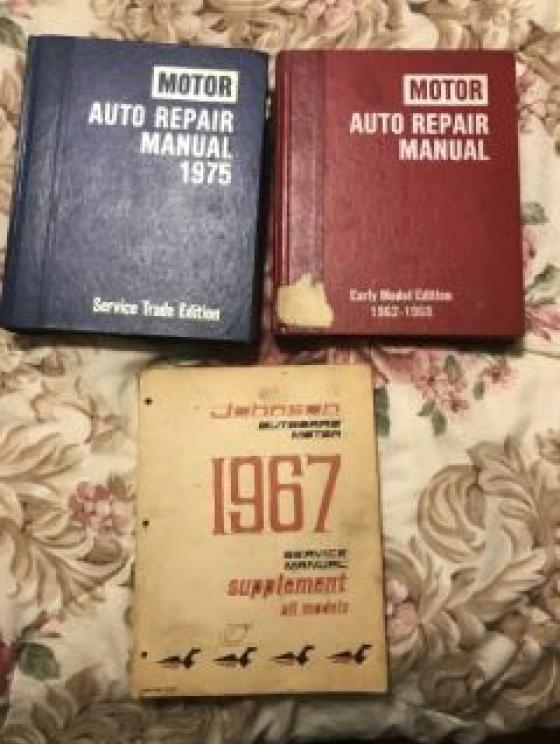 MOTOR
AUTO REPAIR
MANUAL
1975
Service Trade Edition
MOTOR
AUTO REPAIR
MANUAL
Early Model Edition
Johnson
OUTBOARD
MOTOR
1967
SERVICE
MANUAL
supplement
all models